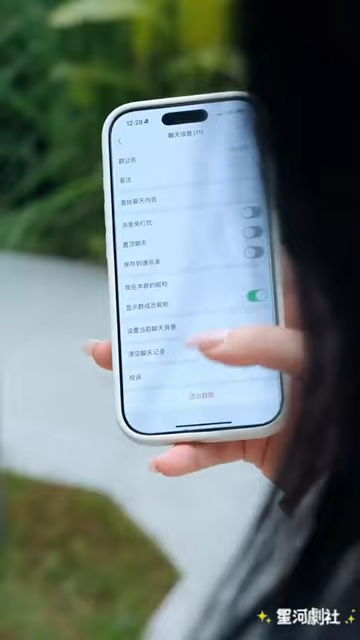 12:28
聊天信息(11)
群公告
备注
查找聊天内容
消息免打扰
置顶聊天
保存到通讯录
我在本群的昵称
显示群成员昵称
设置当前聊天背景
清空聊天记录
投诉
退出群聊
星河劇社